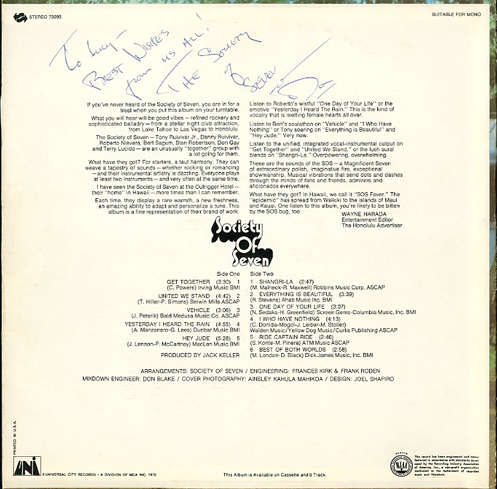 STEREO 73095
SUITABLE FOR MONO
To Lucy -
BEST WISHES
from us ALL!
THE Society
of Seven
If you've never heard of the Society of Seven, you are in for a
treat when you put this album on your turntable.
What you will hear will be good vibes – refined rockery and
sophisticated balladry – from a stellar night club attraction,
from Lake Tahoe to Las Vegas to Honolulu.
The Society of Seven – Tony Ruivivar Jr., Danny Ruivivar,
Roberto Nievera, Bert Sagum, Stan Robertson, Don Gay
and Terry Lucido – are an unusually "together" group with
a lot going for them.
What have they got? For starters, a taut harmony. They can
weave a tapestry of sounds – whether rocking or romancing
– and their instrumental artistry is dazzling. Everyone plays
at least two instruments – and very often at the same time.
I have seen the Society of Seven at the Outrigger Hotel –
their "home" in Hawaii – more times than I can remember.
Each time, they display a rare warmth, a new freshness,
an amazing ability to adapt and personalize a tune. This
album is a fine representation of their brand of work.
Listen to Roberto's wistful "One Day of Your Life" or the
emotive "Yesterday I Heard The Rain." This is the kind of
vocality that is melting female hearts all over.
Listen to Bert's soulation on "Vehicle" and "I Who Have
Nothing" or Tony soaring on "Everything is Beautiful" and
"Hey Jude." Very now.
Listen to the unified, integrated vocal-instrumental output on
"Get Together" and "United We Stand," or the lush aural
blends on "Shangri-La." Overpowering, overwhelming.
These are the sounds of the SOS – a Magnificent Seven
of extraordinary polish, imaginative fire, exceptional
showmanship. Musical vibrations that send dots and dashes
through the minds of fans and friends, admirers and
aficionados everywhere.
What have they got? In Hawaii, we call it "SOS Fever." The
"epidemic" has spread from Waikiki to the islands of Maui
and Kauai. One listen to this album, you're likely to be bitten
by the SOS bug, too.
WAYNE HARADA
Entertainment Editor
The Honolulu Advertiser
Society
Of
Seven
Side One
GET TOGETHER (3:30) 1
(C. Powers) Irving Music BMI
UNITED WE STAND (4:42) 2
(T. Hiller-P. Simons) Belwin Mills ASCAP
VEHICLE (3:06) 3
(J. Peterik) Bald Medusa Music Co. ASCAP
YESTERDAY I HEARD THE RAIN (4:55) 4
(A. Manzanero-G. Lees) Dunbar Music BMI
HEY JUDE (5:28) 5
(J. Lennon-P. McCartney) MacLen Music BMI
PRODUCED BY JACK KELLER
Side Two
1 SHANGRI-LA (2:47)
(M. Malneck-R. Maxwell) Robbins Music Corp. ASCAP
2 EVERYTHING IS BEAUTIFUL (3:39)
(R. Stevens) Ahab Music Inc. BMI
3 ONE DAY OF YOUR LIFE (3:07)
(N. Sedaka-H. Greenfield) Screen Gems-Columbia Music, Inc. BMI
4 I WHO HAVE NOTHING (4:13)
(C. Donida-Mogol-J. Leiber-M. Stoller)
Walden Music/Yellow Dog Music/Curtis Publishing ASCAP
5 RIDE CAPTAIN RIDE (2:46)
(S. Konte-M. Pinera) ATM Music ASCAP
6 BEST OF BOTH WORLDS (2:58)
(M. London-D. Black) Dick James Music, Inc. BMI
ARRANGEMENTS: SOCIETY OF SEVEN / ENGINEERING: FRANCES KIRK & FRANK RODEN
MIXDOWN ENGINEER: DON BLAKE / COVER PHOTOGRAPHY: AINSLEY KAHULA MAHIKOA / DESIGN: JOEL SHAPIRO
PRINTED IN U.S.A.
UNI
UNIVERSAL CITY RECORDS - A DIVISION OF MCA INC. 1970
This Album is Available on Cassette and 8 Track.